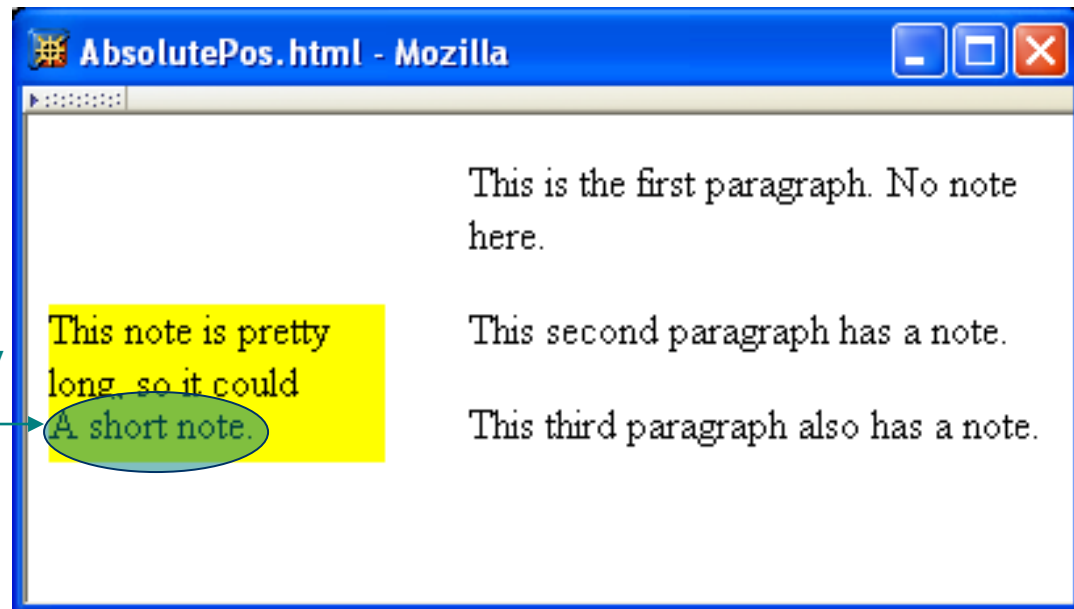 AbsolutePos.html - Mozilla
This is the first paragraph. No note
here.
This note is pretty
long, so it could
A short note.
This second paragraph has a note.
This third paragraph also has a note.